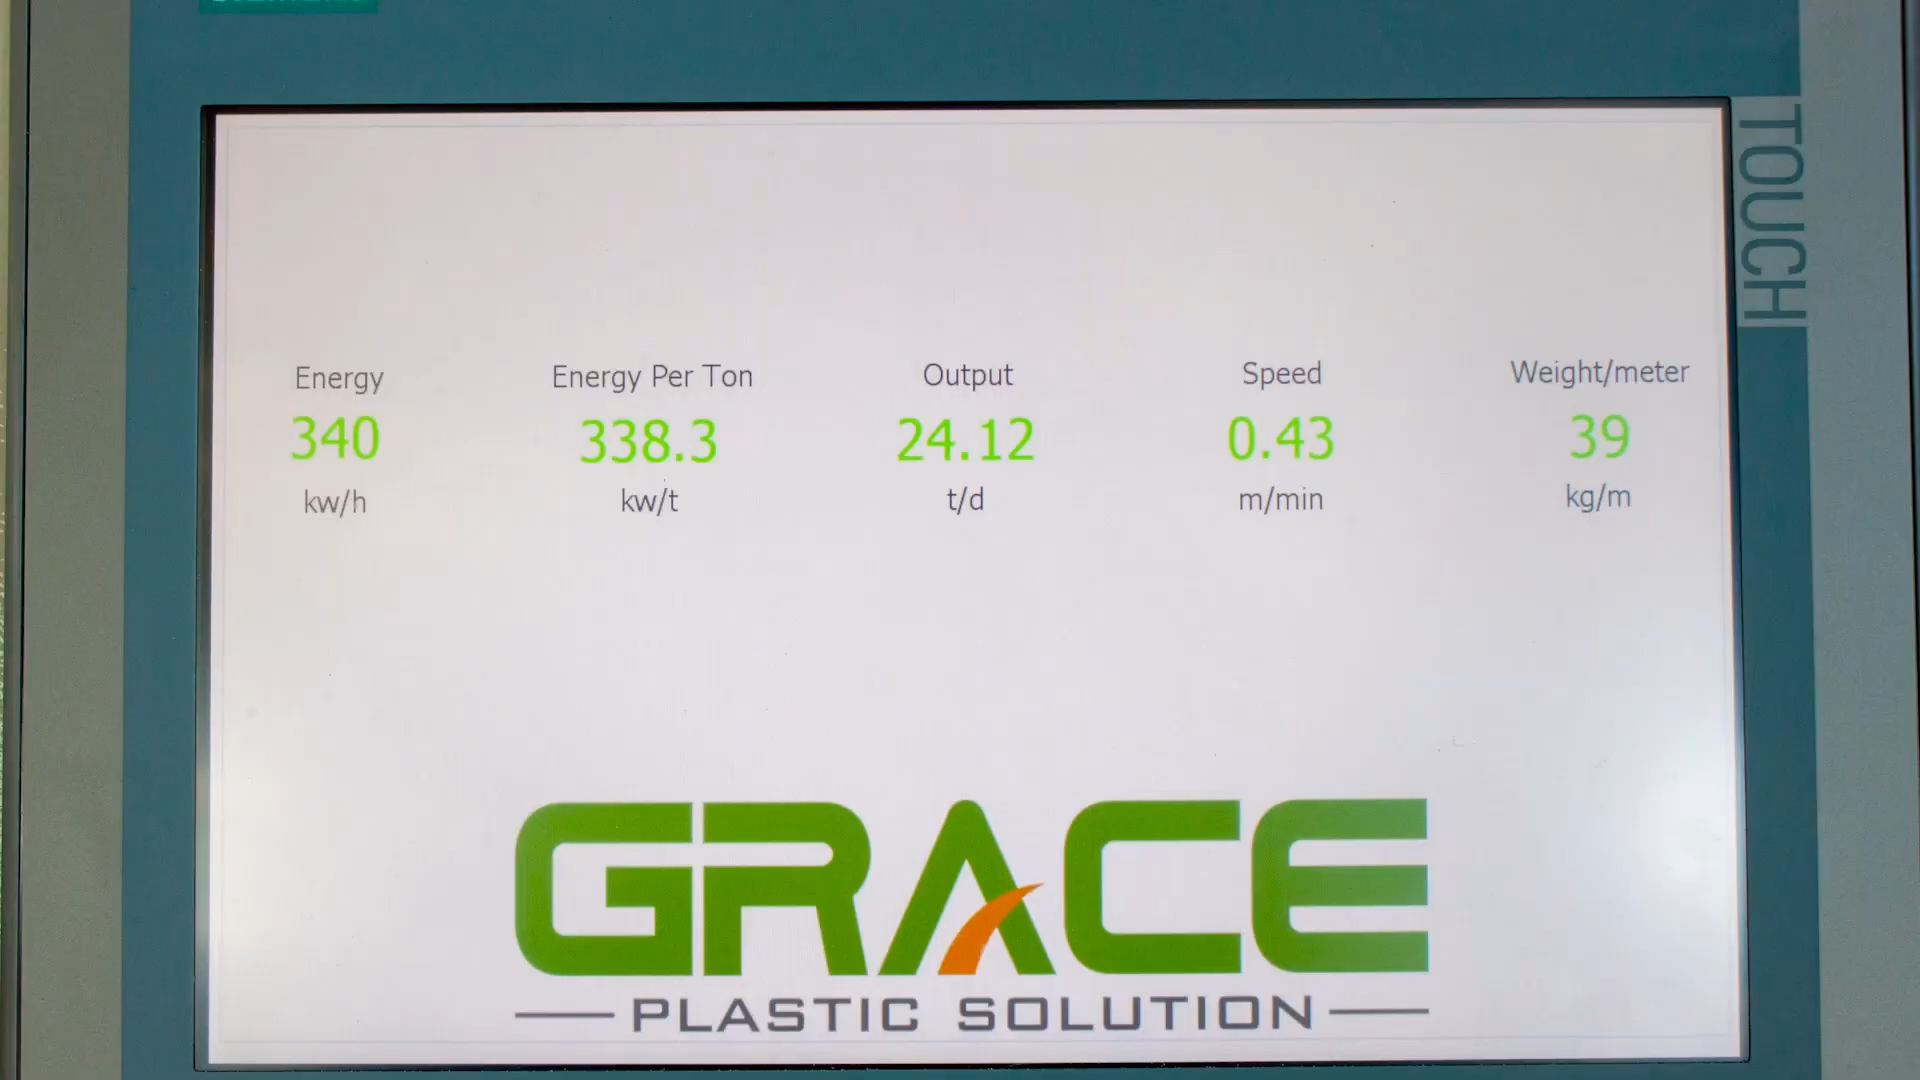 TOUCH
Energy Energy Per Ton Output Speed Weight/meter
340 338.3 24.12 0.43 39
kw/h kw/t t/d m/min kg/m
GRACE
PLASTIC SOLUTION